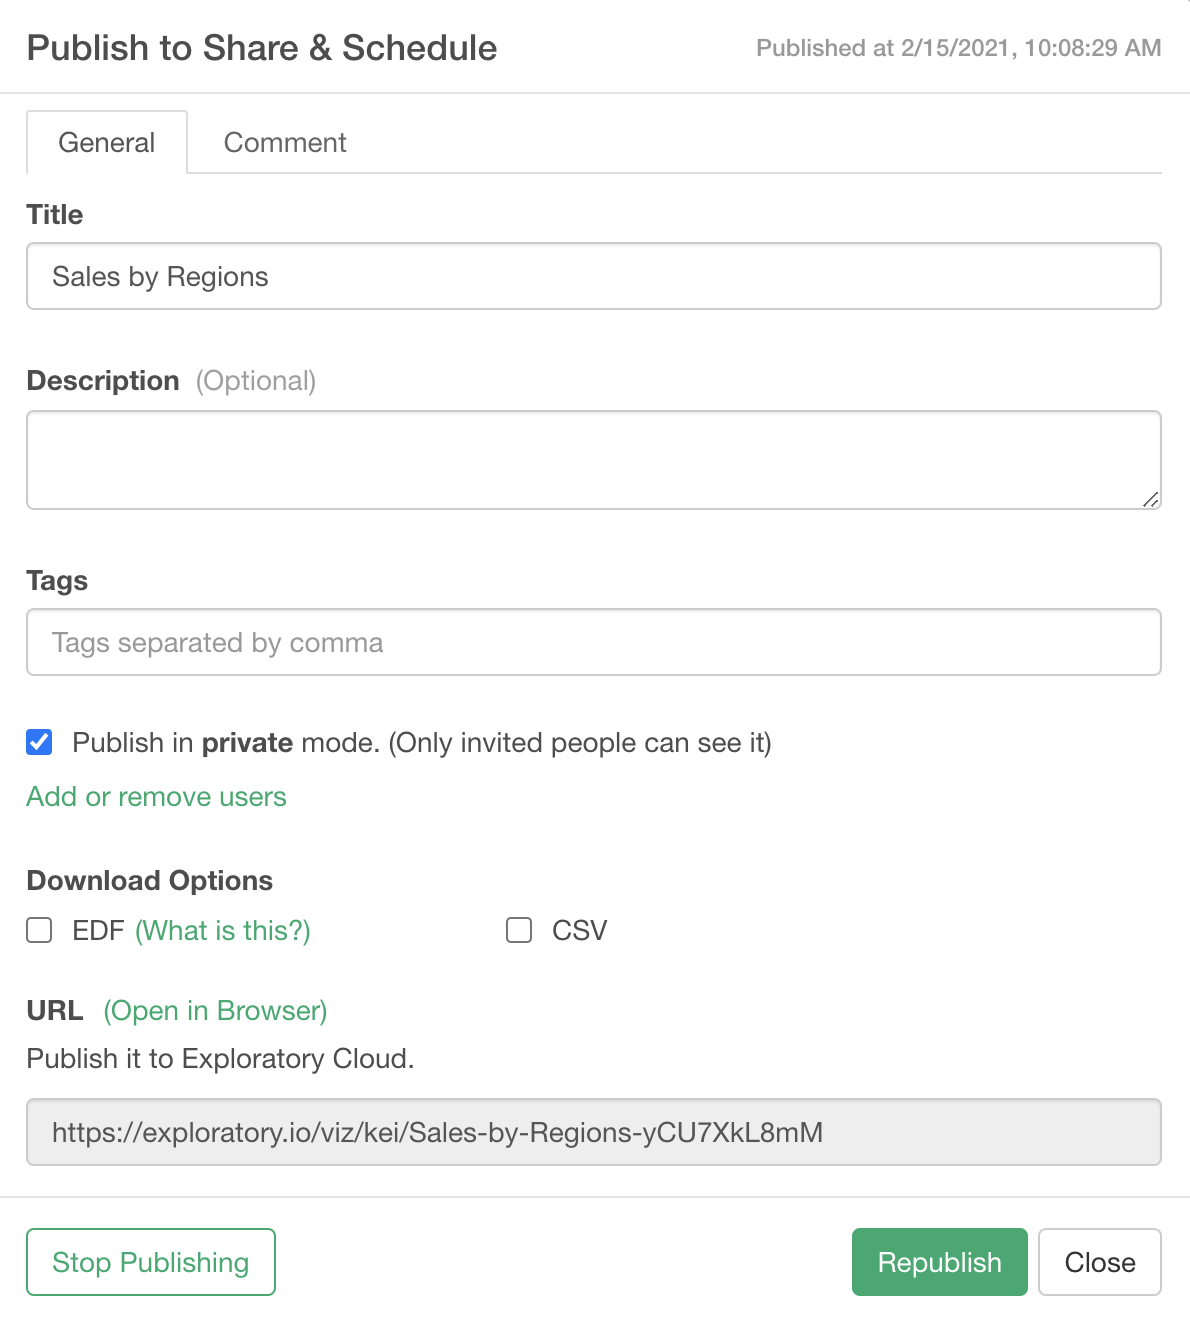 Publish to Share & Schedule
Published at 2/15/2021, 10:08:29 AM
General
Comment
Title
Sales by Regions
Description (Optional)
Tags
Tags separated by comma
Publish in private mode. (Only invited people can see it)
Add or remove users
Download Options
EDF (What is this?)
CSV
URL (Open in Browser)
Publish it to Exploratory Cloud.
https://exploratory.io/viz/kei/Sales-by-Regions-yCU7XkL8mM
Stop Publishing
Republish
Close